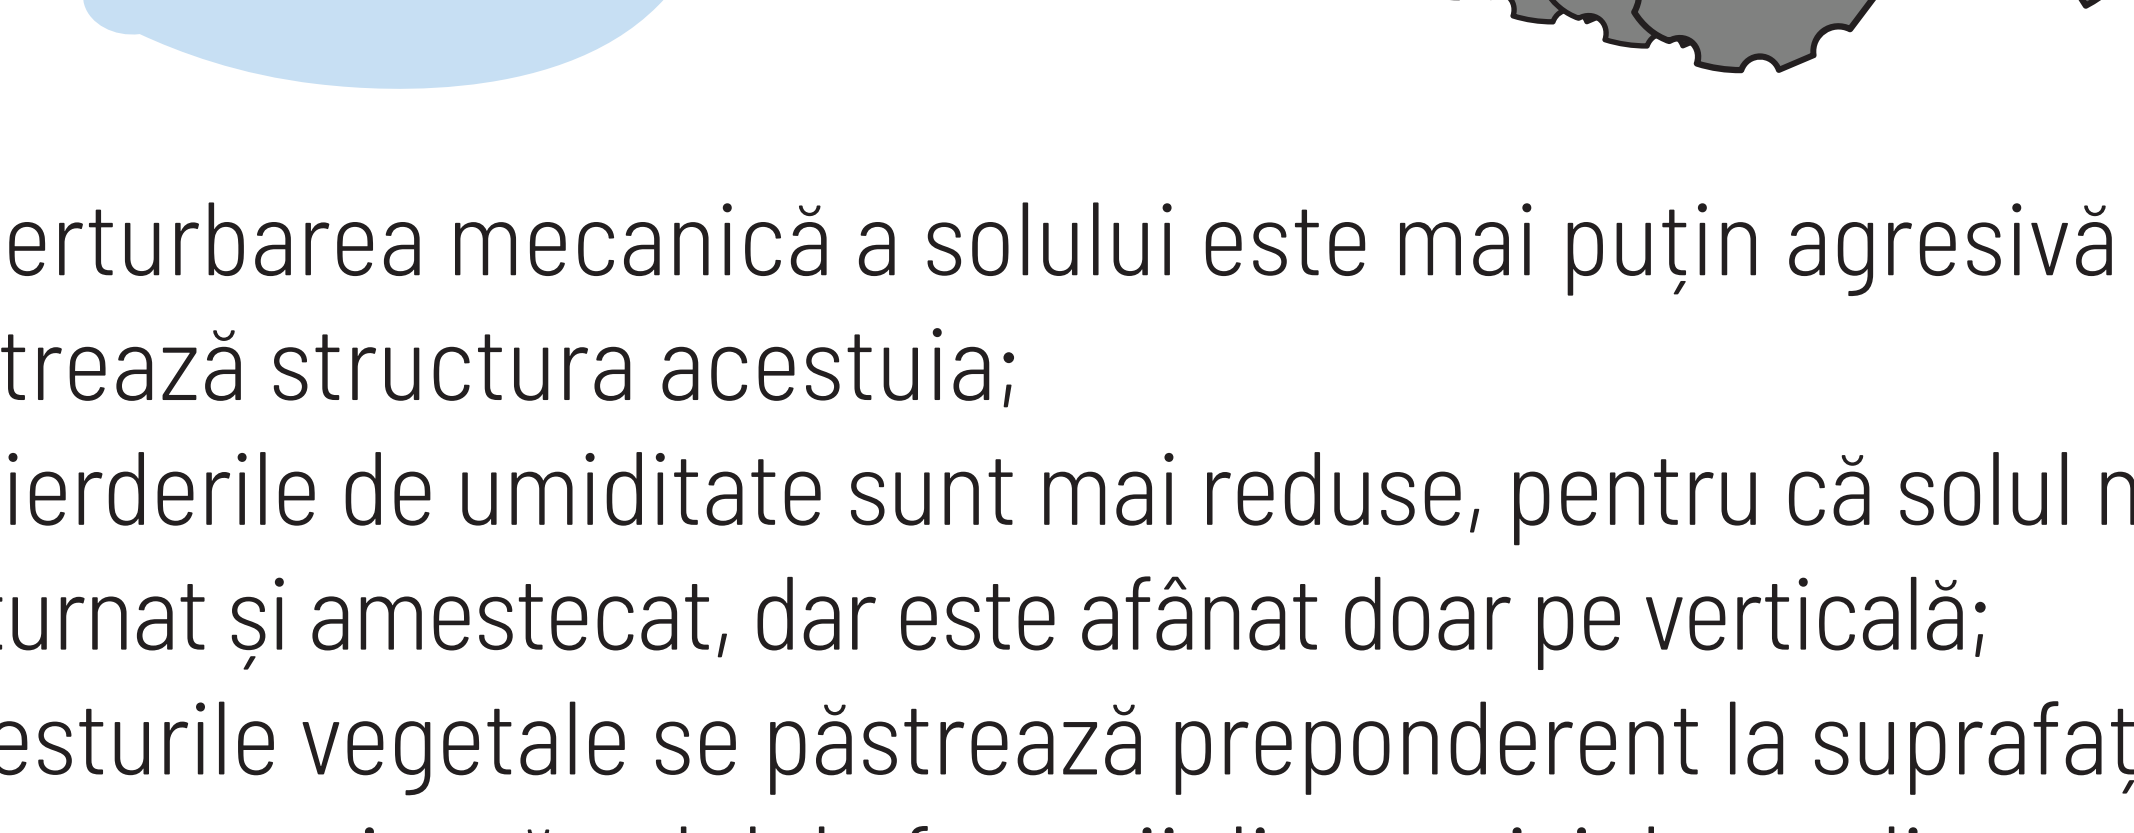 erturbarea mecanică a solului este mai puțin agresivă
trează structura acestuia;
ierderile de umiditate sunt mai reduse, pentru că solul n
turnat și amestecat, dar este afânat doar pe verticală;
esturile vegetale se păstrează preponderent la suprafaț